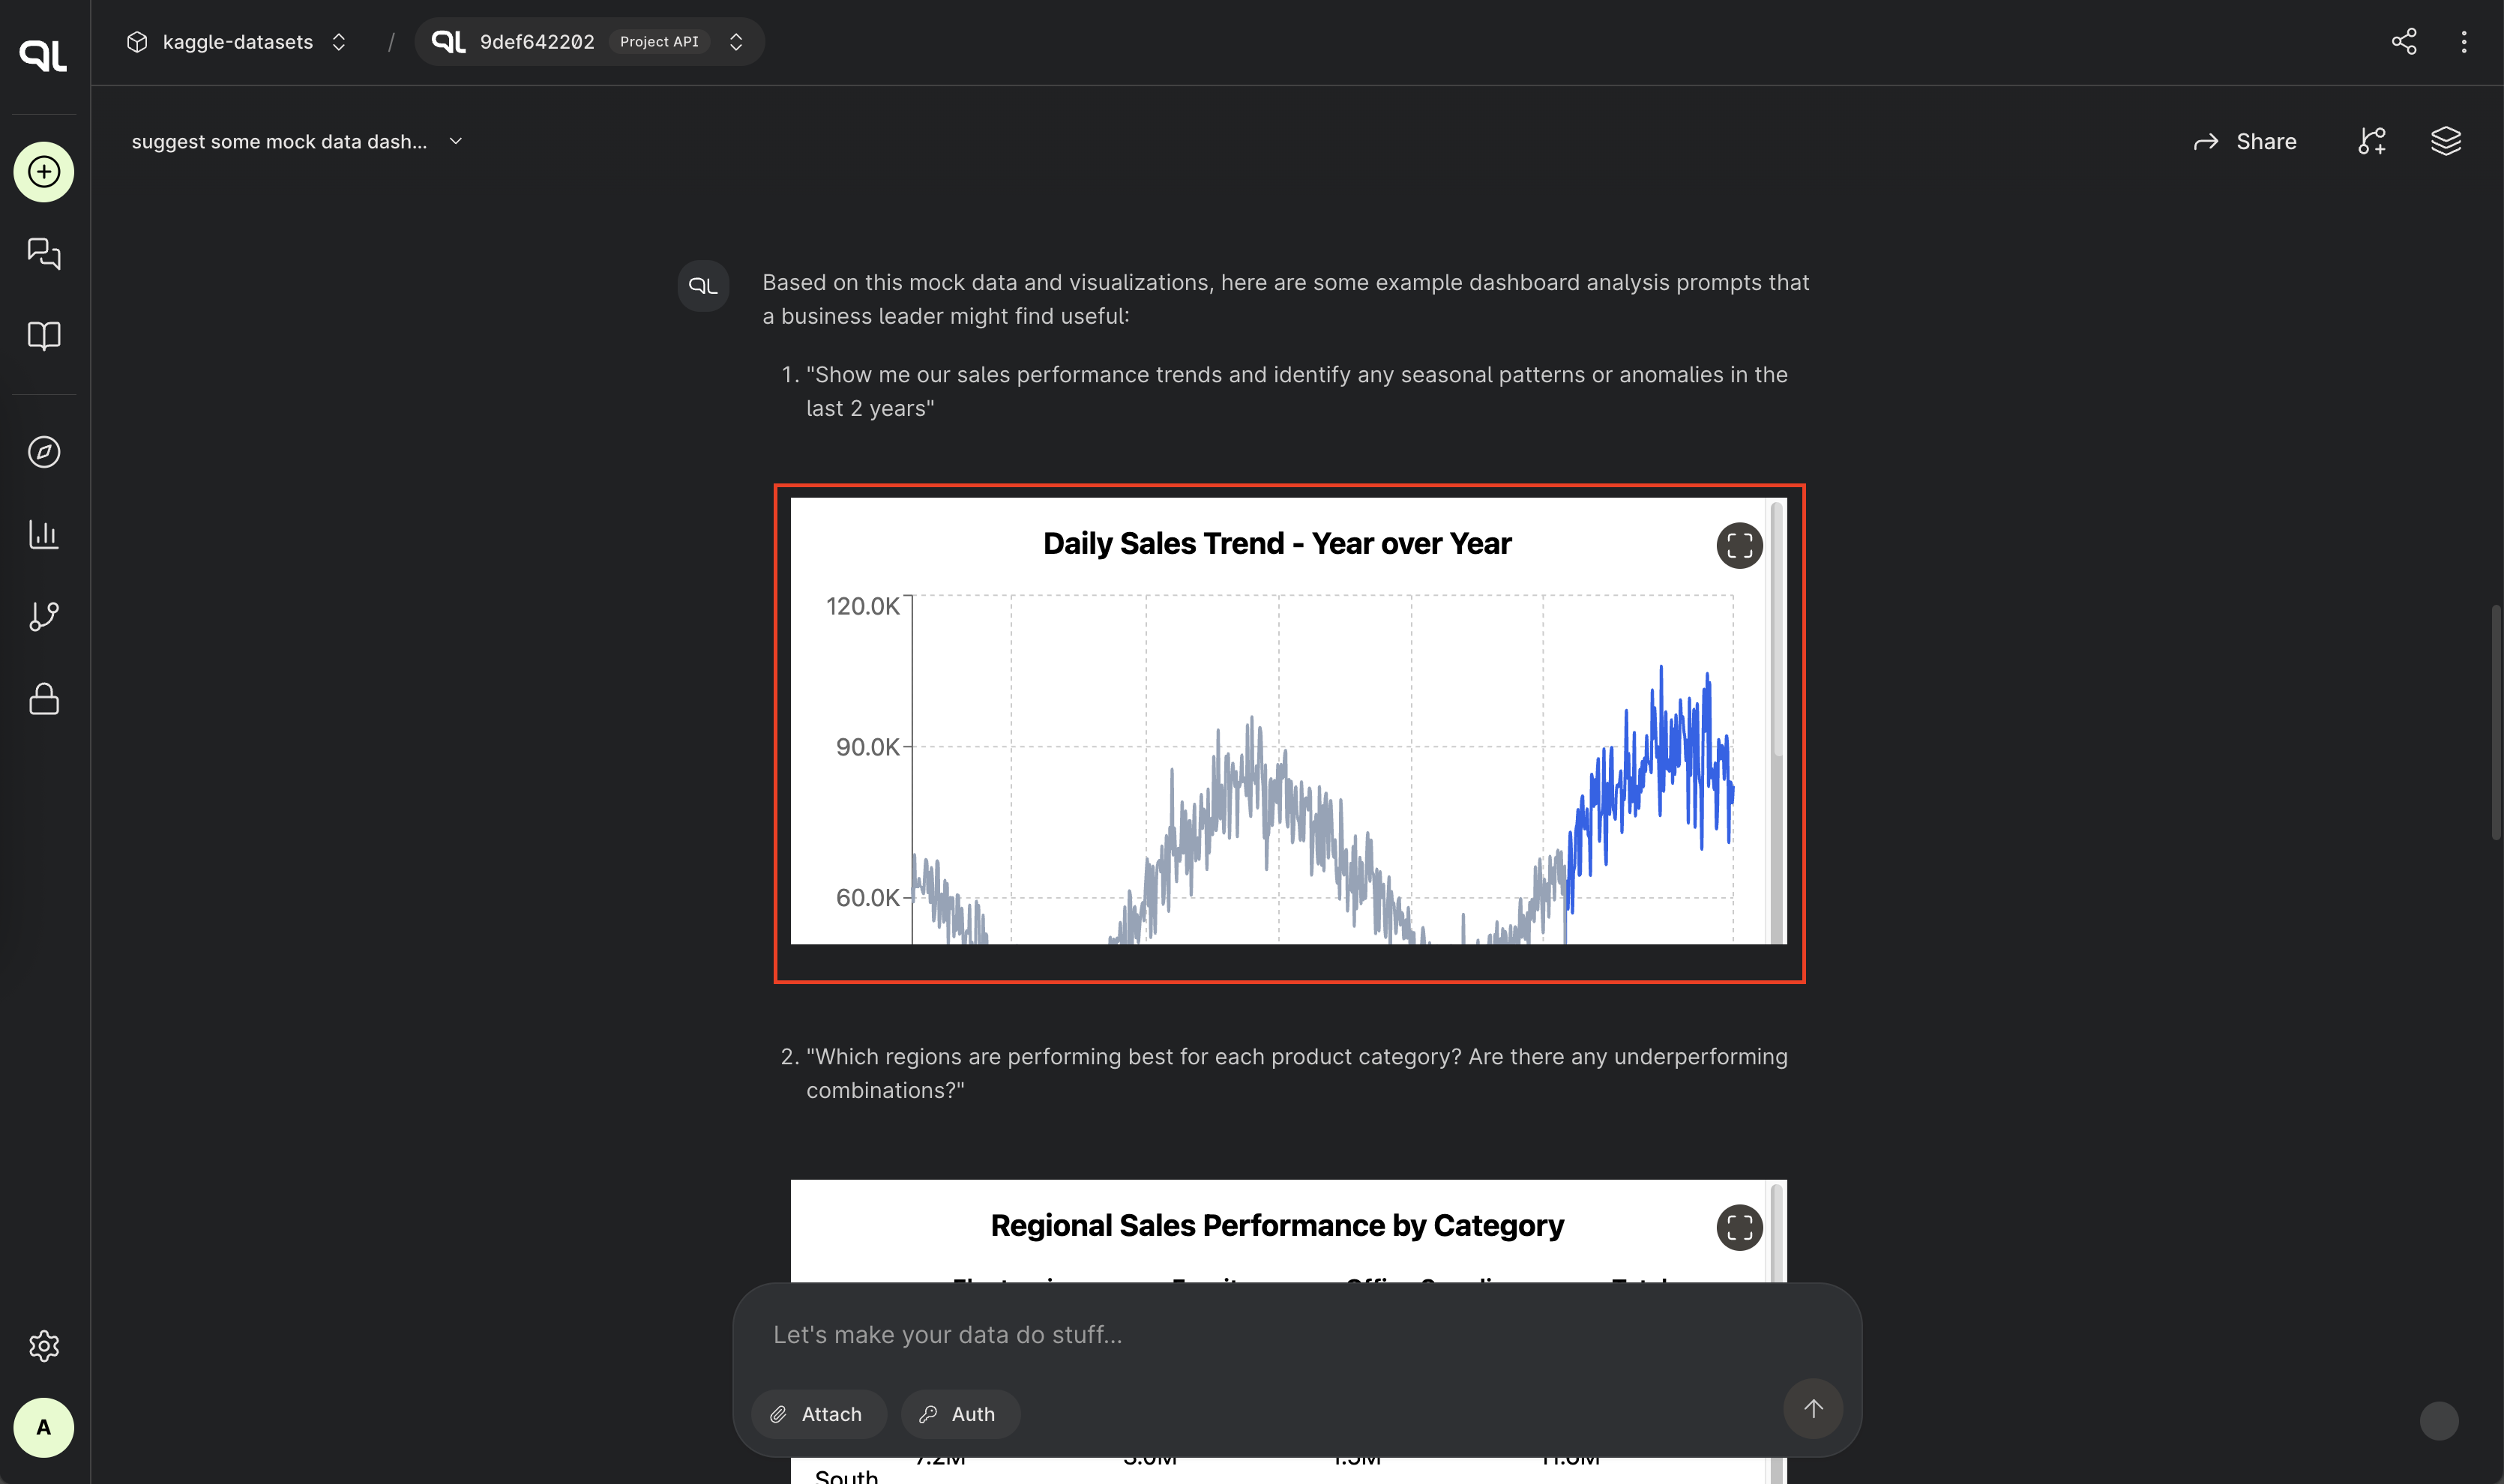 kaggle-datasets / 9def642202 Project API
suggest some mock data dash...
Share
Based on this mock data and visualizations, here are some example dashboard analysis prompts that
a business leader might find useful:
1. "Show me our sales performance trends and identify any seasonal patterns or anomalies in the
last 2 years"
Daily Sales Trend - Year over Year
120.0K
90.0K
60.0K
2. "Which regions are performing best for each product category? Are there any underperforming
combinations?"
Regional Sales Performance by Category
Let's make your data do stuff...
Attach
Auth
A
South